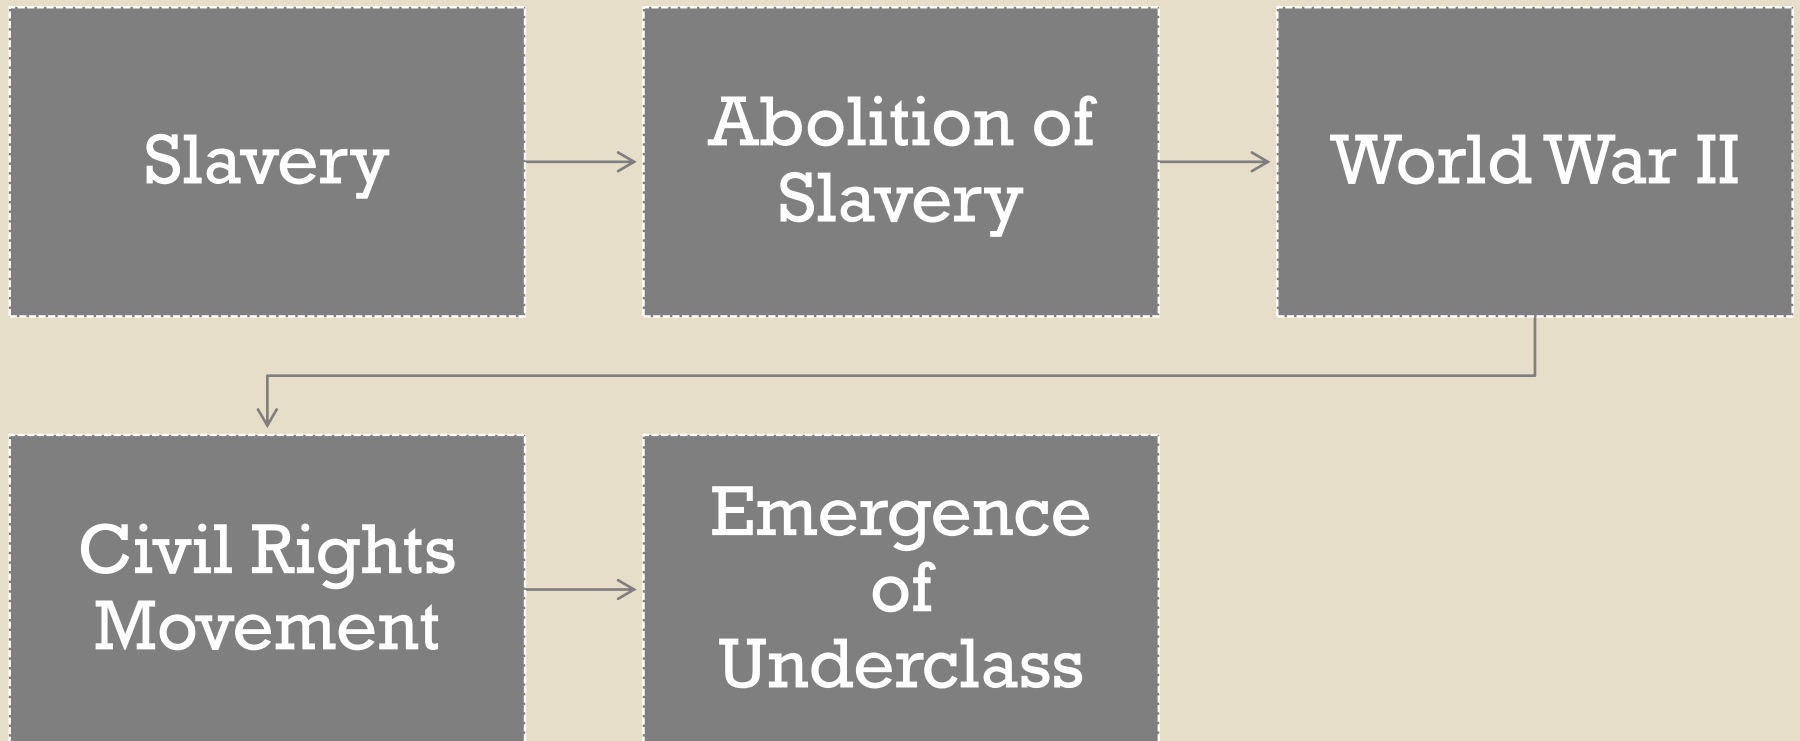 Slavery
Abolition of
Slavery
World War II
Civil Rights
Movement
Emergence
of
Underclass